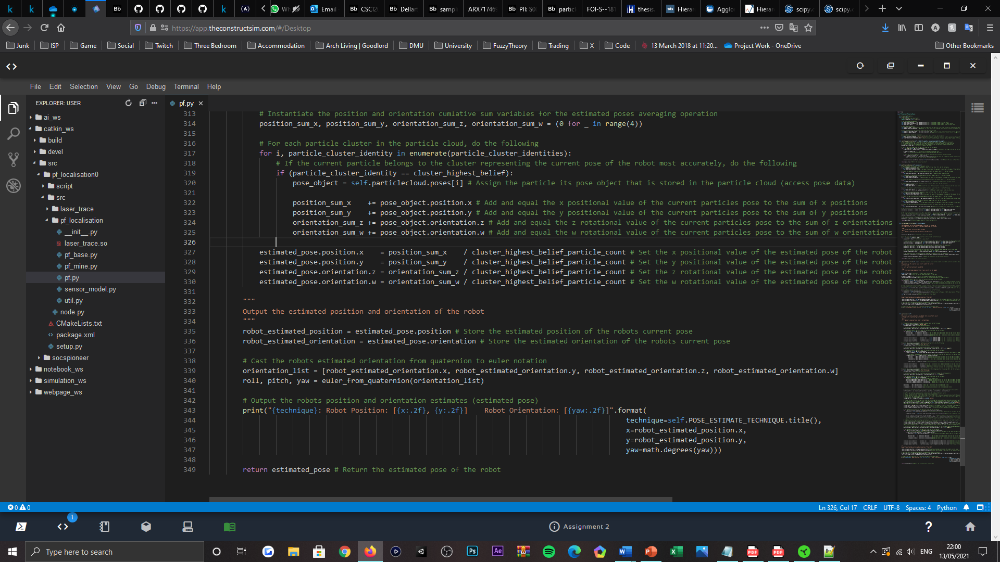 Wh
Email
Bb CSCI2
Bb Dellart
Bb sampl
ARX71746
Bb PII: S0
Bb particl
FOI-S--181
thesis.
tds Hierar
Agglo
Hierar
scipy.
scipy.
https://app.theconstructsim.com/#/Desktop
Junk ISP Game Social Twitch Three Bedroom Accommodation Arch Living | Goodlord DMU University FuzzyTheory Trading X Code 13 March 2018 at 11:20... Project Work - OneDrive Other Bookmarks
File Edit Selection View Go Debug Terminal Help
EXPLORER: USER
ai_ws
catkin_ws
build
devel
src
pf_localisation0
script
src
laser_trace
pf_localisation
__init__.py
laser_trace.so
pf_base.py
pf_mine.py
pf.py
sensor_model.py
util.py
node.py
CMakeLists.txt
package.xml
setup.py
socspioneer
notebook_ws
simulation_ws
webpage_ws
pf.py ×
313 # Instantiate the position and orientation cumlative sum variables for the estimated poses averaging operation
314 position_sum_x, position_sum_y, orientation_sum_z, orientation_sum_w = (0 for _ in range(4))
315
316 # For each particle cluster in the particle cloud, do the following
317 for i, particle_cluster_identity in enumerate(particle_cluster_identities):
318 # If the current particle belongs to the cluster representing the current pose of the robot most accurately, do the following
319 if (particle_cluster_identity == cluster_highest_belief):
320 pose_object = self.particlecloud.poses[i] # Assign the particle its pose object that is stored in the particle cloud (access pose data)
321
322 position_sum_x    += pose_object.position.x # Add and equal the x positional value of the current particles pose to the sum of x positions
323 position_sum_y    += pose_object.position.y # Add and equal the y positional value of the current particles pose to the sum of y positions
324 orientation_sum_z += pose_object.orientation.z # Add and equal the z rotational value of the current particles pose to the sum of z orientations
325 orientation_sum_w += pose_object.orientation.w # Add and equal the w rotational value of the current particles pose to the sum of w orientations
326
327 estimated_pose.position.x    = position_sum_x    / cluster_highest_belief_particle_count # Set the x positional value of the estimated pose of the robot
328 estimated_pose.position.y    = position_sum_y    / cluster_highest_belief_particle_count # Set the y positional value of the estimated pose of the robot
329 estimated_pose.orientation.z = orientation_sum_z / cluster_highest_belief_particle_count # Set the z rotational value of the estimated pose of the robot
330 estimated_pose.orientation.w = orientation_sum_w / cluster_highest_belief_particle_count # Set the w rotational value of the estimated pose of the robot
331
332 """
333 Output the estimated position and orientation of the robot
334 """
335 robot_estimated_position = estimated_pose.position # Store the estimated position of the robots current pose
336 robot_estimated_orientation = estimated_pose.orientation # Store the estimated orientation of the robots current pose
337
338 # Cast the robots estimated orientation from quaternion to euler notation
339 orientation_list = [robot_estimated_orientation.x, robot_estimated_orientation.y, robot_estimated_orientation.z, robot_estimated_orientation.w]
340 roll, pitch, yaw = euler_from_quaternion(orientation_list)
341
342 # Output the robots position and orientation estimates (estimated pose)
343 print("{technique}: Robot Position: [{x:.2f}, {y:.2f}]    Robot Orientation: [{yaw:.2f}]".format(
344 technique=self.POSE_ESTIMATE_TECHNIQUE.title(),
345 x=robot_estimated_position.x,
346 y=robot_estimated_position.y,
347 yaw=math.degrees(yaw)))
348
349 return estimated_pose # Return the estimated pose of the robot
0 0 Ln 326, Col 17 CRLF UTF-8 Spaces: 4 Python
1
Assignment 2
?
Type here to search
ENG
22:00
13/05/2021